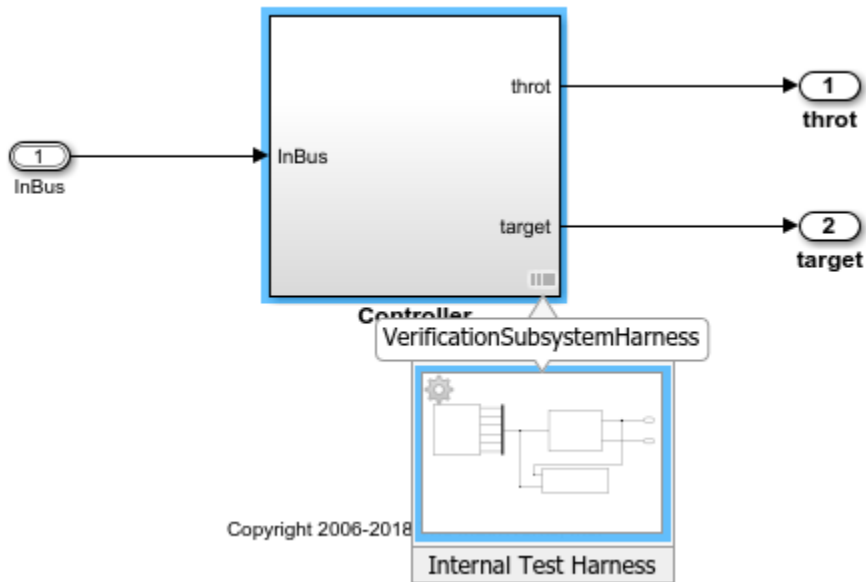 throt
1
throt
1
InBus
InBus
target
2
target
Controller
VerificationSubsystemHarness
Copyright 2006-2018
Internal Test Harness